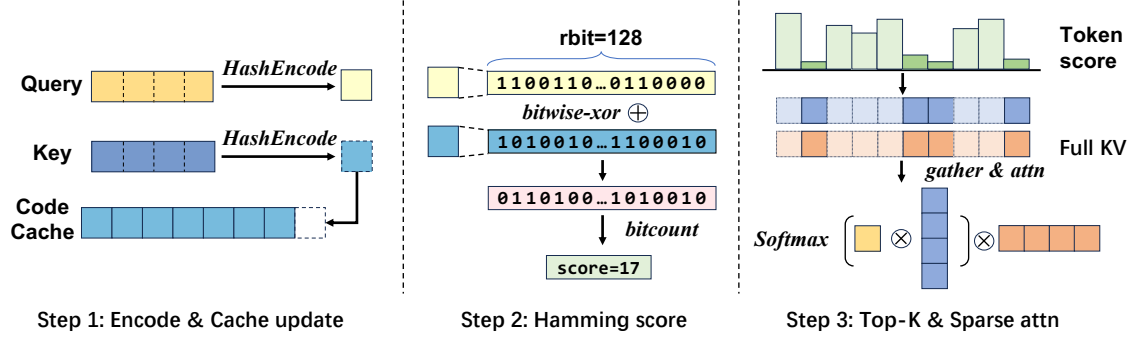 Query
HashEncode
Key
HashEncode
Code
Cache
Step 1: Encode & Cache update
rbit=128
1100110…0110000
bitwise-xor ⊕
1010010…1100010
0110100…1010010
bitcount
score=17
Step 2: Hamming score
Token
score
Full KV
gather & attn
Softmax ( ⊗ ) ⊗
Step 3: Top-K & Sparse attn